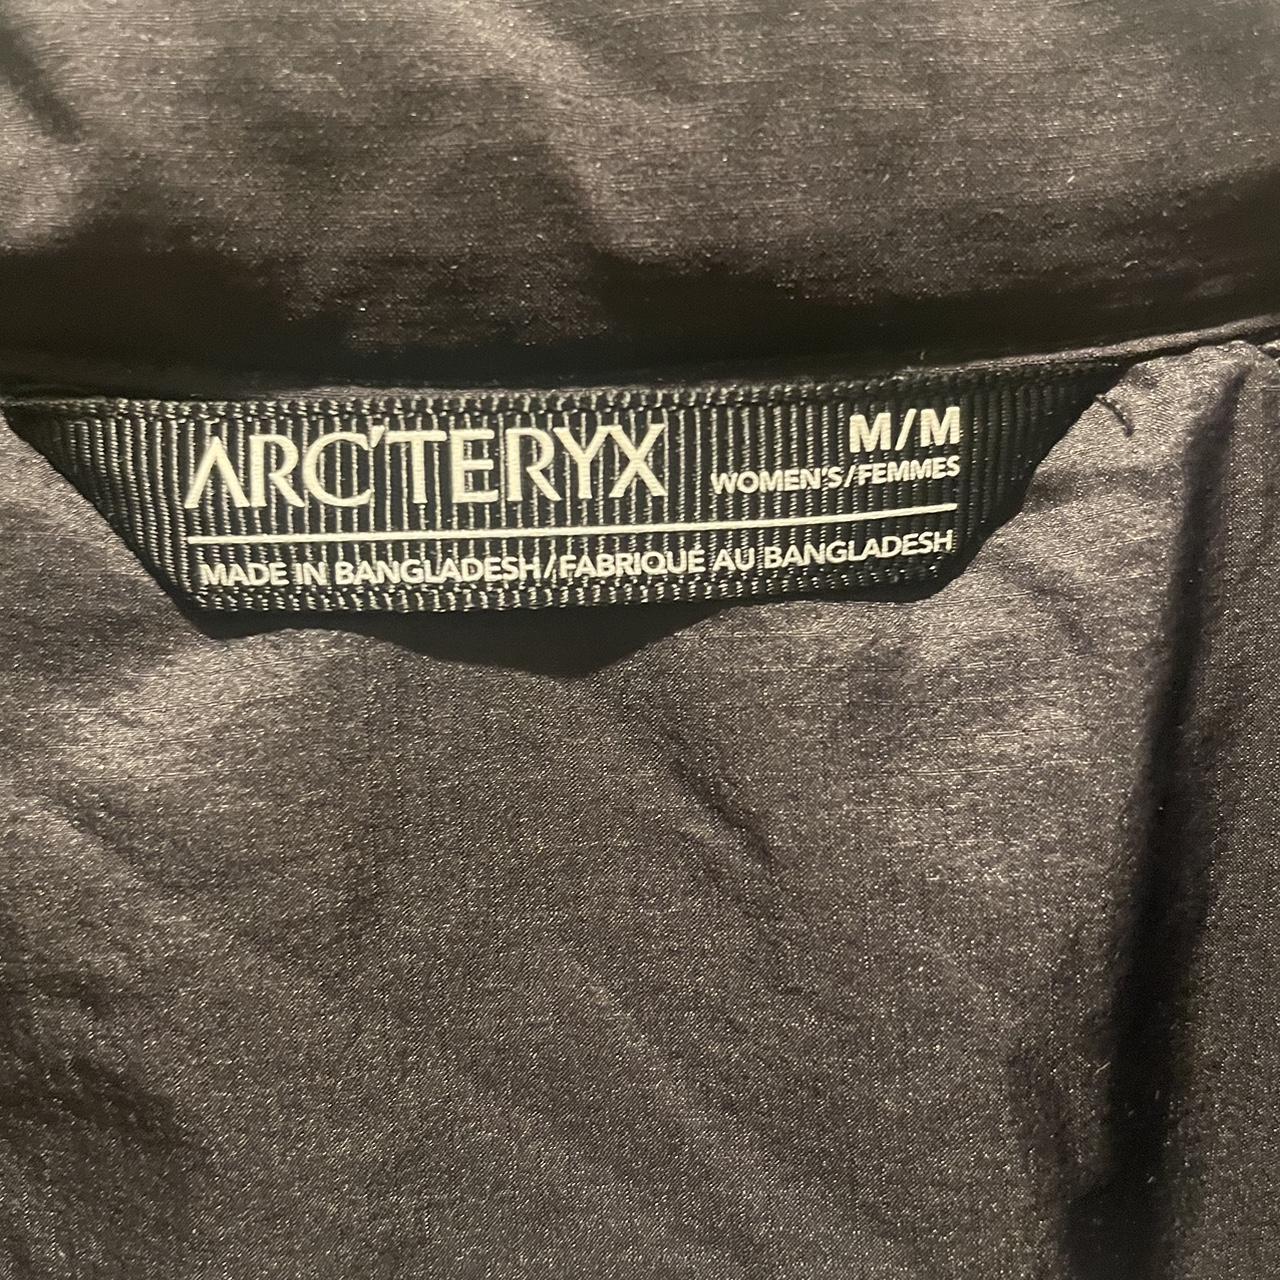 ARC'TERYX
M/M
WOMEN'S/FEMMES
MADE IN BANGLADESH/FABRIQUÉ AU BANGLADESH